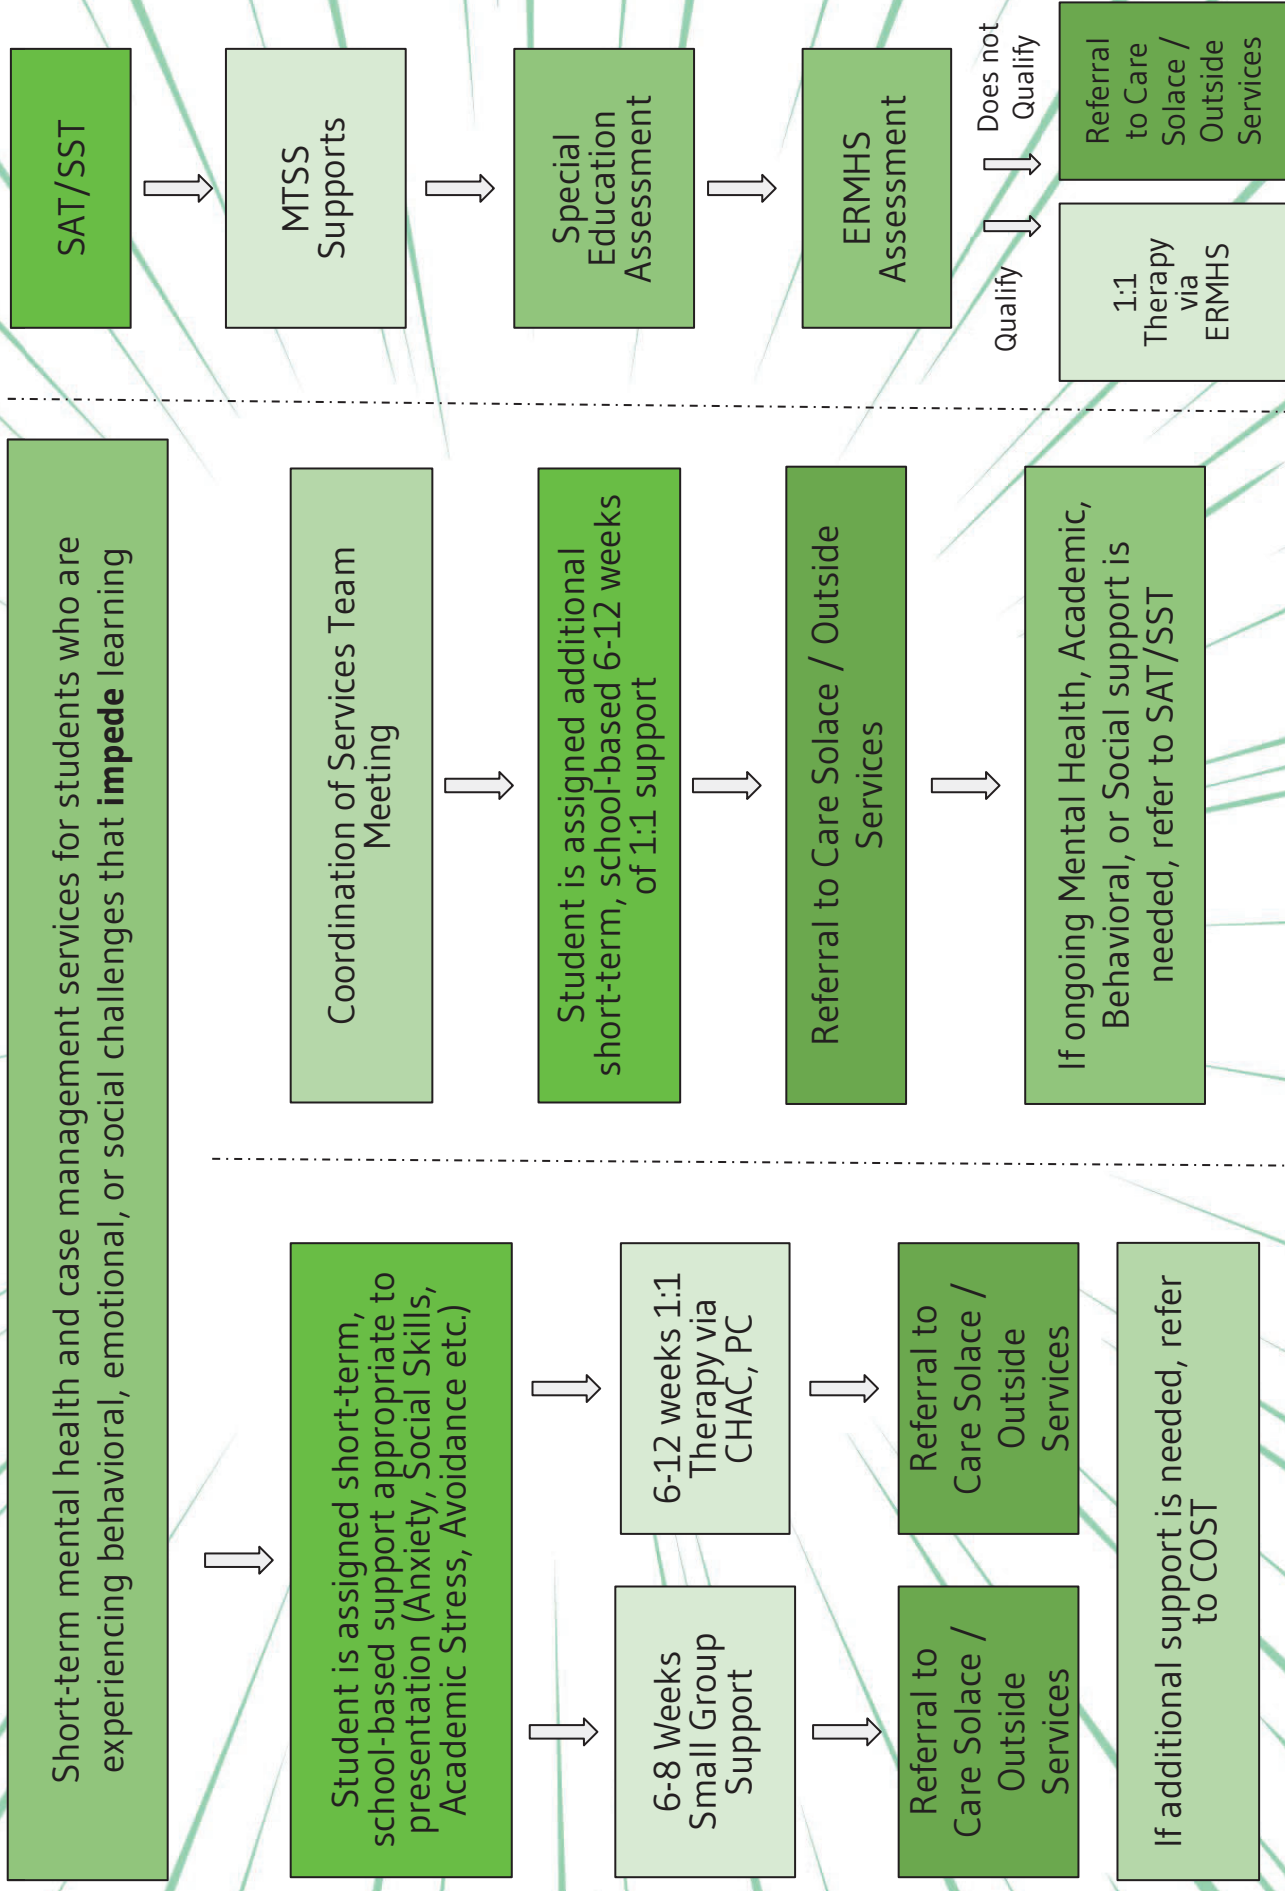 Short-term mental health and case management services for students who are
experiencing behavioral, emotional, or social challenges that impede learning
Student is assigned short-term,
school-based support appropriate to
presentation (Anxiety, Social Skills,
Academic Stress, Avoidance etc.)
6-8 Weeks
Small Group
Support
6-12 weeks 1:1
Therapy via
CHAC, PC
Referral to
Care Solace /
Outside
Services
Referral to
Care Solace /
Outside
Services
If additional support is needed, refer
to COST
Coordination of Services Team
Meeting
Student is assigned additional
short-term, school-based 6-12 weeks
of 1:1 support
Referral to Care Solace / Outside
Services
If ongoing Mental Health, Academic,
Behavioral, or Social support is
needed, refer to SAT/SST
SAT/SST
MTSS
Supports
Special
Education
Assessment
ERMHS
Assessment
Qualify
Does not
Qualify
1:1
Therapy
via
ERMHS
Referral
to Care
Solace /
Outside
Services